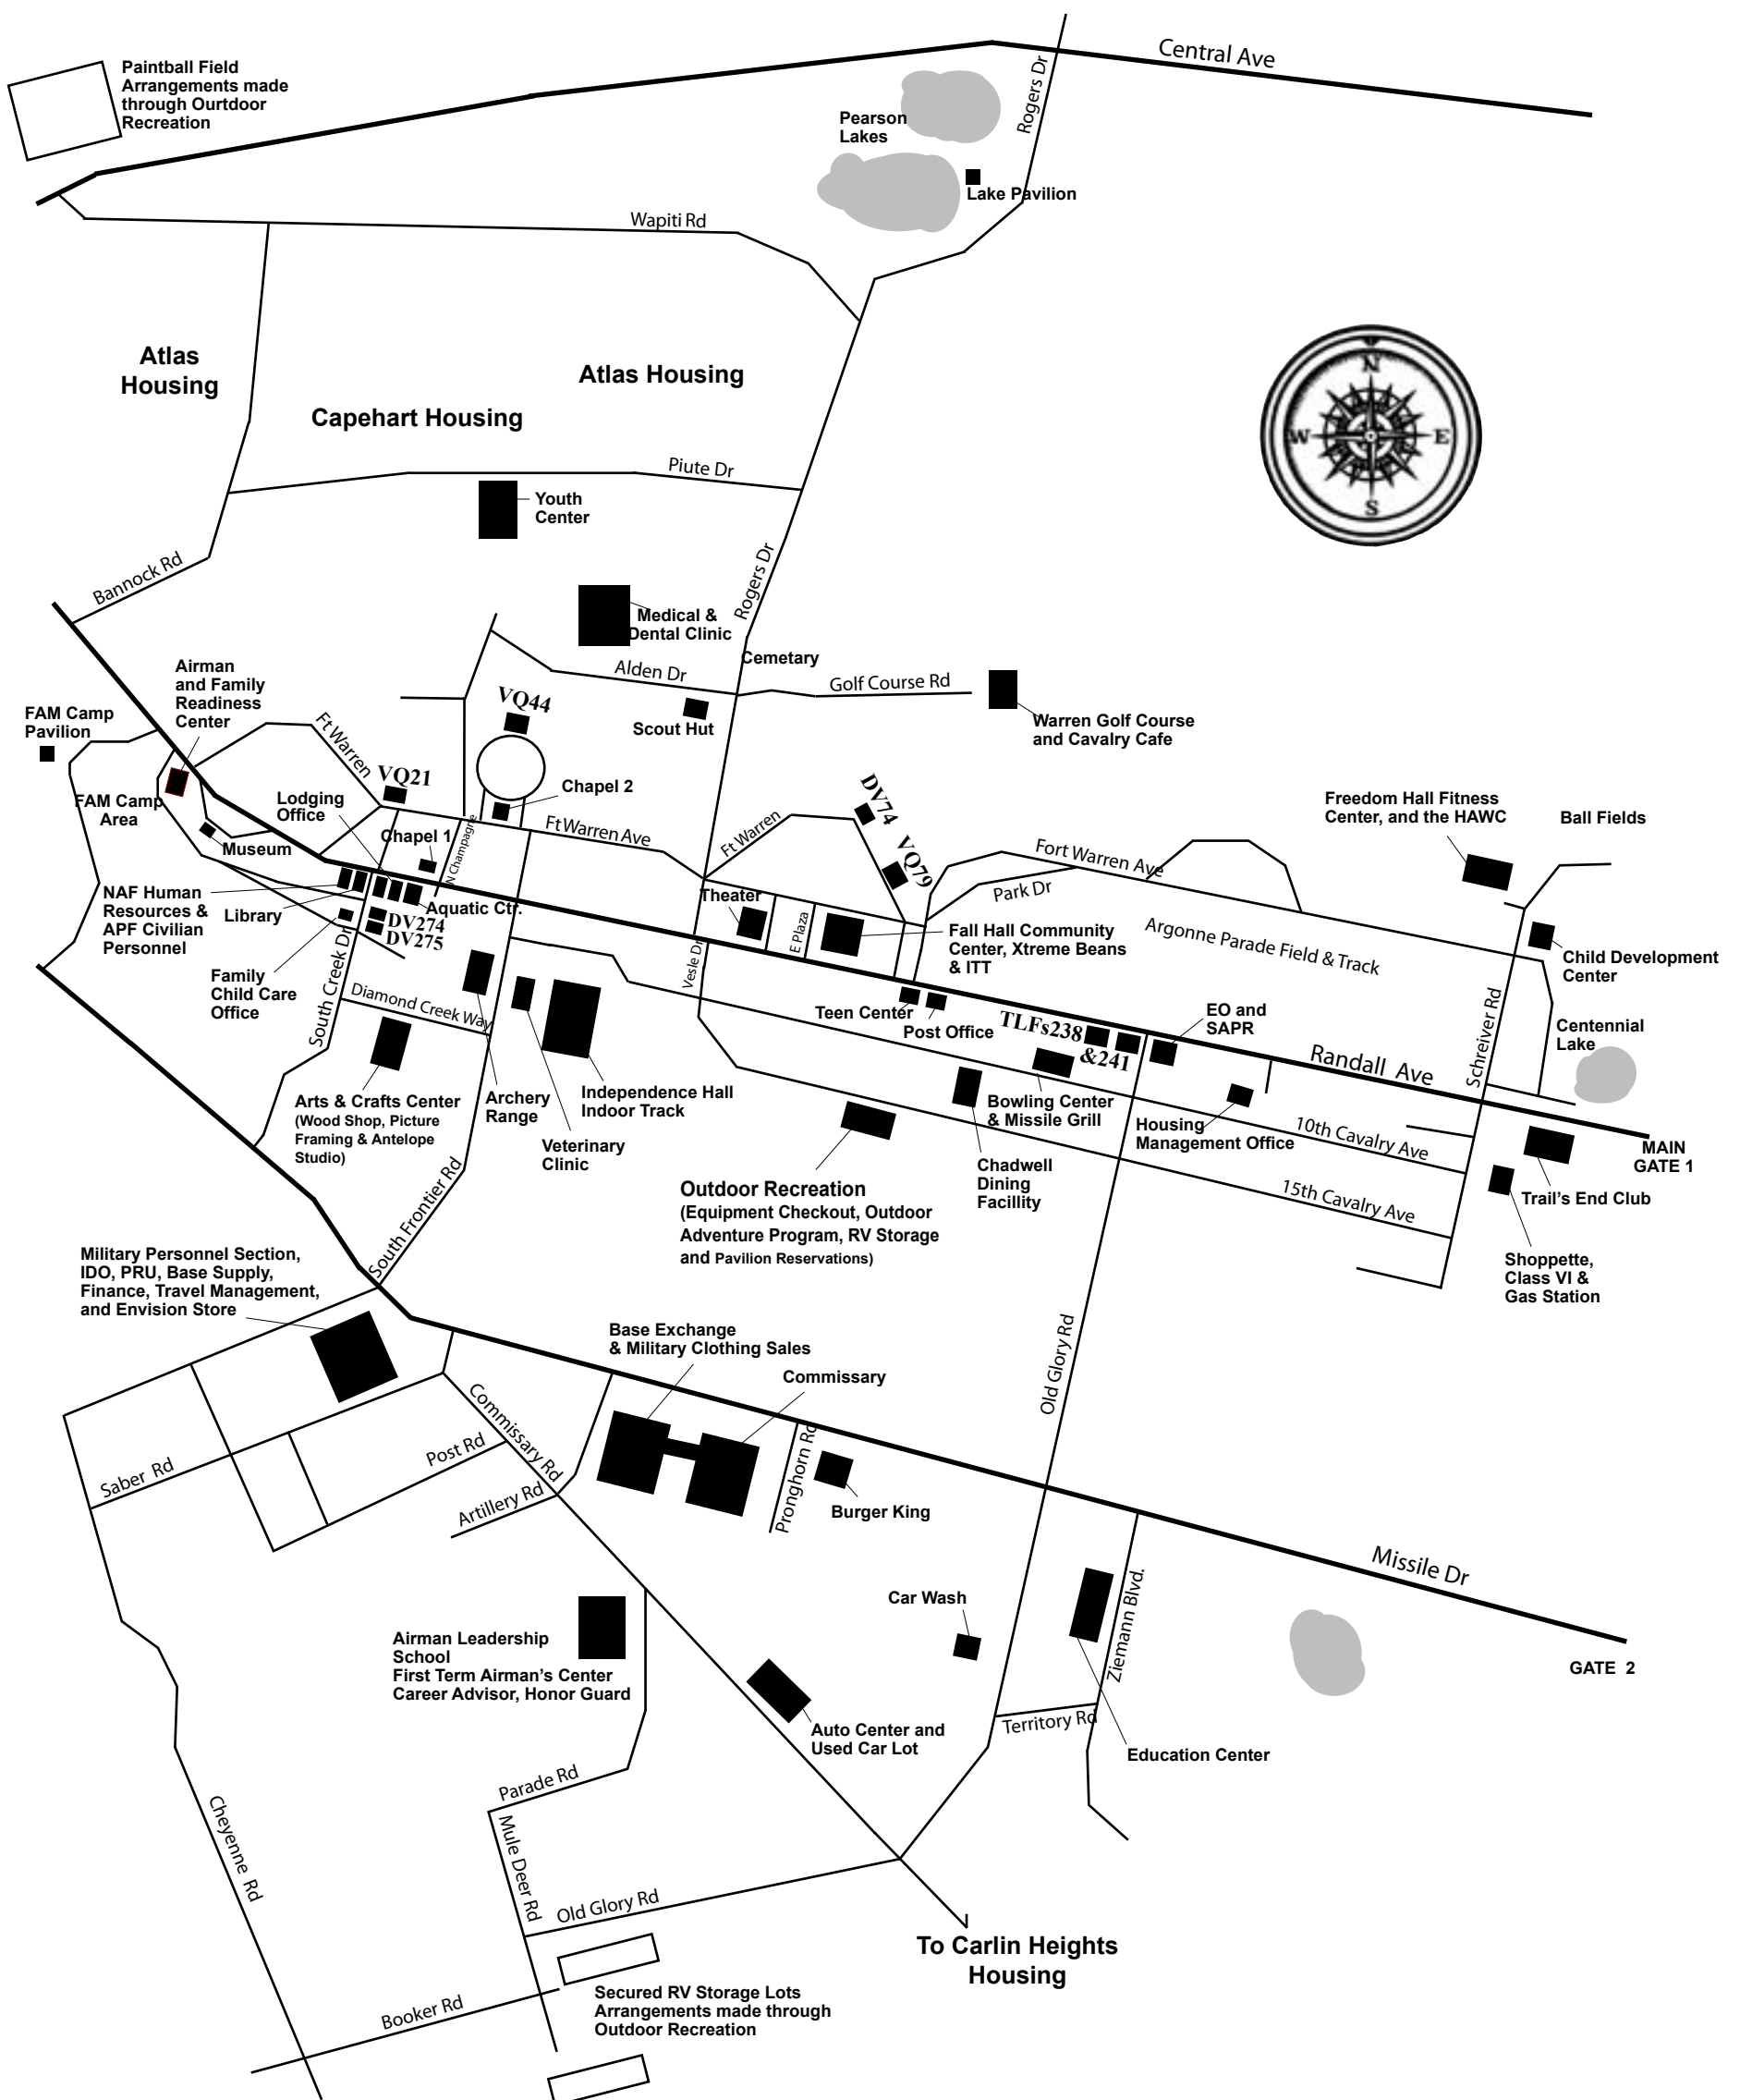 Central Ave
Paintball Field
Arrangements made
through Ourtdoor
Recreation
Rogers Dr
Pearson
Lakes
Lake Pavilion
Wapiti Rd
Atlas
Housing
Atlas Housing
Capehart Housing
N
W
E
S
Piute Dr
Youth
Center
Bannock Rd
Rogers Dr
Medical &
Dental Clinic
Cemetary
Alden Dr
Golf Course Rd
Airman
and Family
Readiness
Center
FAM Camp
Pavilion
Ft Warren
VQ44
Scout Hut
Warren Golf Course
and Cavalry Cafe
VQ21
Chapel 2
FAM Camp
Area
Lodging
Office
DV74
Freedom Hall Fitness
Center, and the HAWC
Ball Fields
Museum
Chapel 1
N Champagne
Ft Warren Ave
Ft Warren
VQ79
Fort Warren Ave
Park Dr
NAF Human
Resources &
APF Civilian
Personnel
Library
Aquatic Ctr.
DV274
DV275
Theater
E Plaza
Fall Hall Community
Center, Xtreme Beans
& ITT
Argonne Parade Field & Track
Child Development
Center
Family
Child Care
Office
South Creek Dr
Diamond Creek Way
Vesle Dr
Teen Center
Post Office
TLFs238
&241
EO and
SAPR
Randall Ave
Schreiver Rd
Centennial
Lake
Arts & Crafts Center
(Wood Shop, Picture
Framing & Antelope
Studio)
Archery
Range
Independence Hall
Indoor Track
Veterinary
Clinic
Bowling Center
& Missile Grill
Housing
Management Office
10th Cavalry Ave
MAIN
GATE 1
Chadwell
Dining
Facillity
15th Cavalry Ave
Trail's End Club
Outdoor Recreation
(Equipment Checkout, Outdoor
Adventure Program, RV Storage
and Pavilion Reservations)
South Frontier Rd
Shoppette,
Class VI &
Gas Station
Military Personnel Section,
IDO, PRU, Base Supply,
Finance, Travel Management,
and Envision Store
Base Exchange
& Military Clothing Sales
Commissary
Old Glory Rd
Commissary Rd
Post Rd
Saber Rd
Artillery Rd
Pronghorn Rd
Burger King
Missile Dr
Car Wash
Ziemann Blvd.
GATE 2
Airman Leadership
School
First Term Airman's Center
Career Advisor, Honor Guard
Auto Center and
Used Car Lot
Territory Rd
Education Center
Parade Rd
Cheyenne Rd
Mule Deer Rd
Old Glory Rd
To Carlin Heights
Housing
Booker Rd
Secured RV Storage Lots
Arrangements made through
Outdoor Recreation